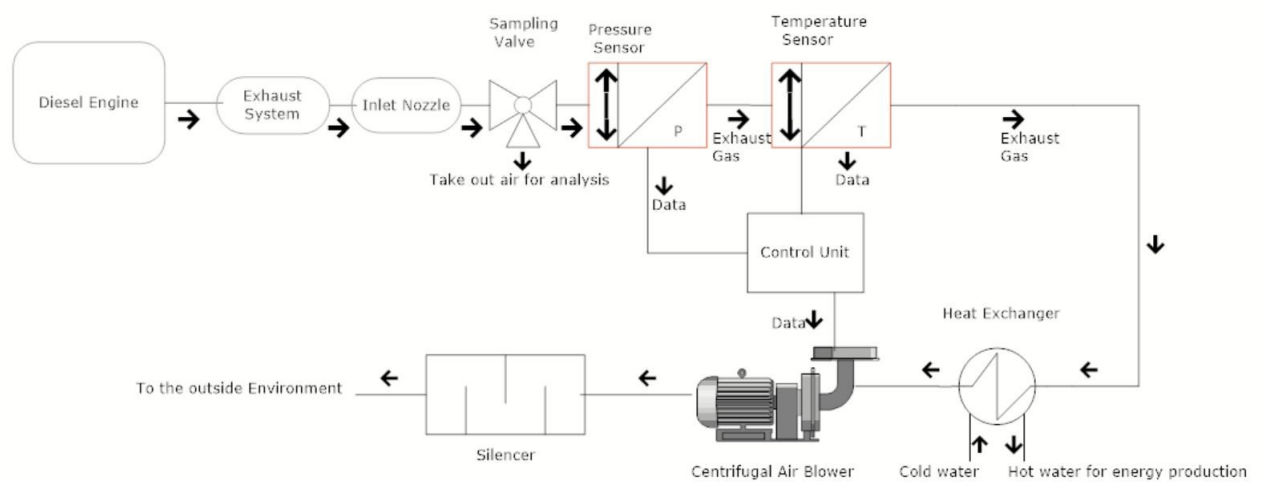 Sampling
Valve
Pressure
Sensor
Temperature
Sensor
Diesel Engine
Exhaust
System
Inlet Nozzle
P
T
Exhaust
Gas
Exhaust
Gas
Take out air for analysis
Data
Data
Control Unit
Data
Heat Exchanger
To the outside Environment
Silencer
Centrifugal Air Blower
Cold water
Hot water for energy production